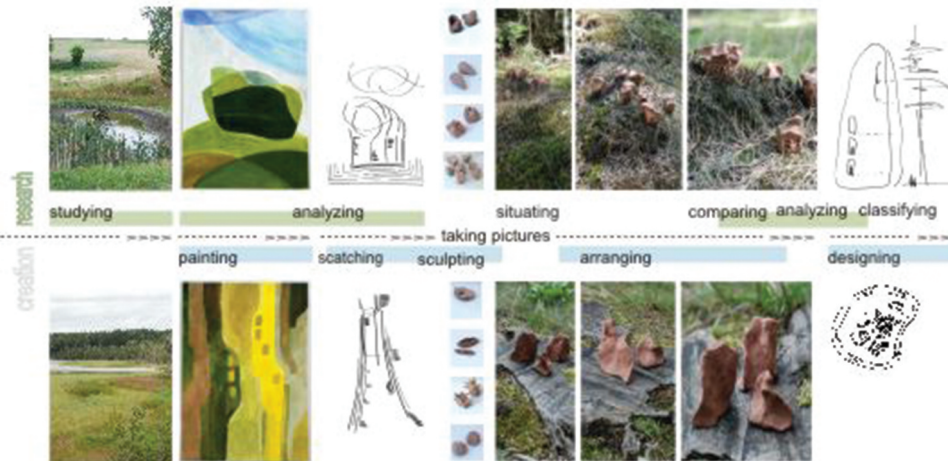 research
studying
analyzing
situating
comparing
analyzing
classifying
taking pictures
creation
painting
scatching
sculpting
arranging
designing